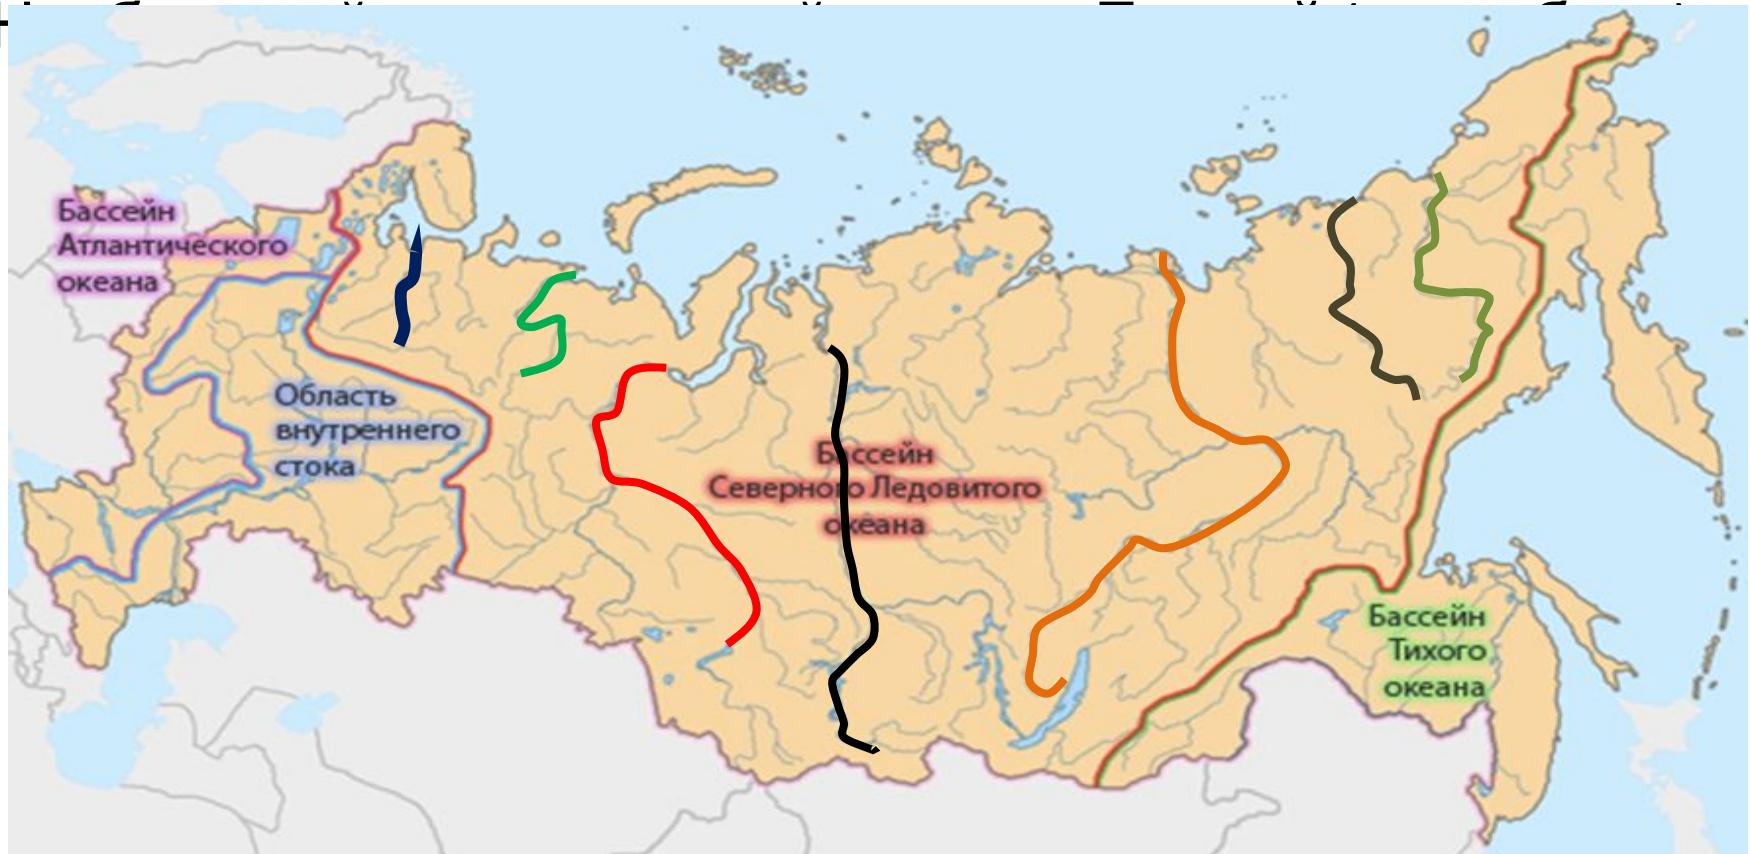 Бассейн
Атлантического
океана
Область
внутреннего
стока
Бассейн
Северного Ледовитого
океана
Бассейн
Тихого
океана